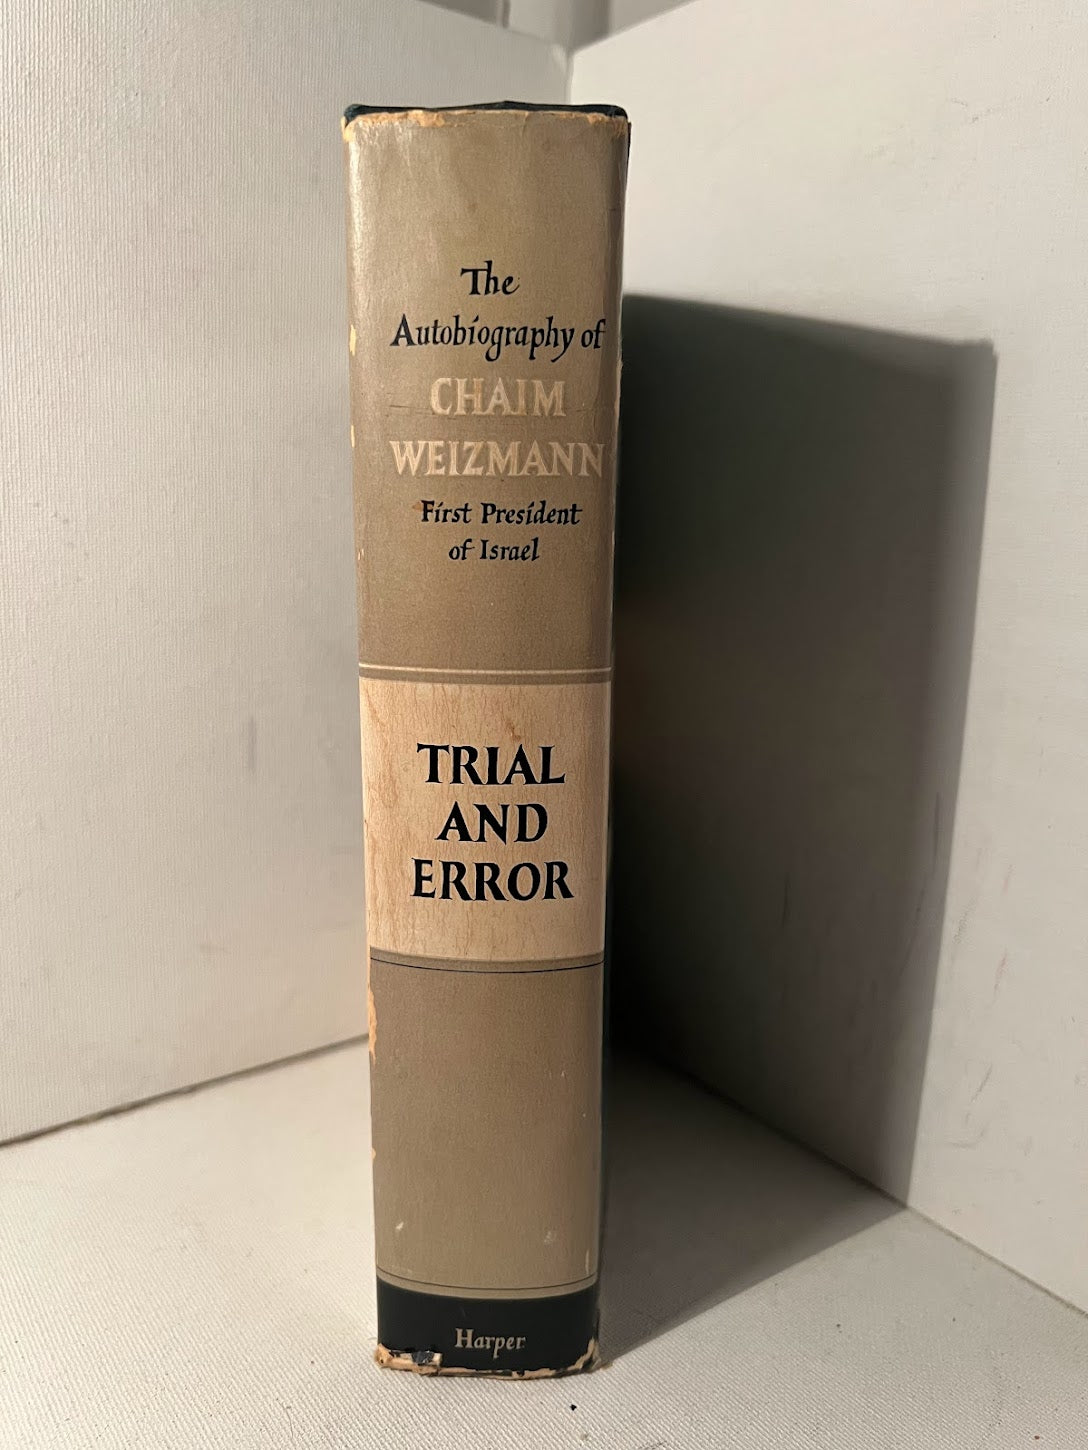 The
Autobiography of
CHAIM
WEIZMANN
First President
of Israel
TRIAL
AND
ERROR
Harper